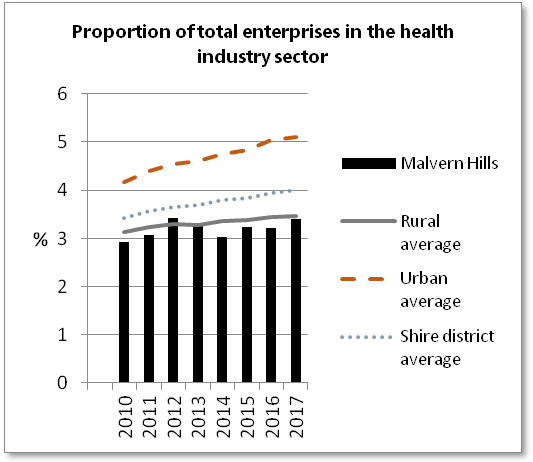 Proportion of total enterprises in the health
industry sector
6
5
4
3
2
1
0
%
2010
2011
2012
2013
2014
2015
2016
2017
Malvern Hills
Rural
average
Urban
average
Shire district
average